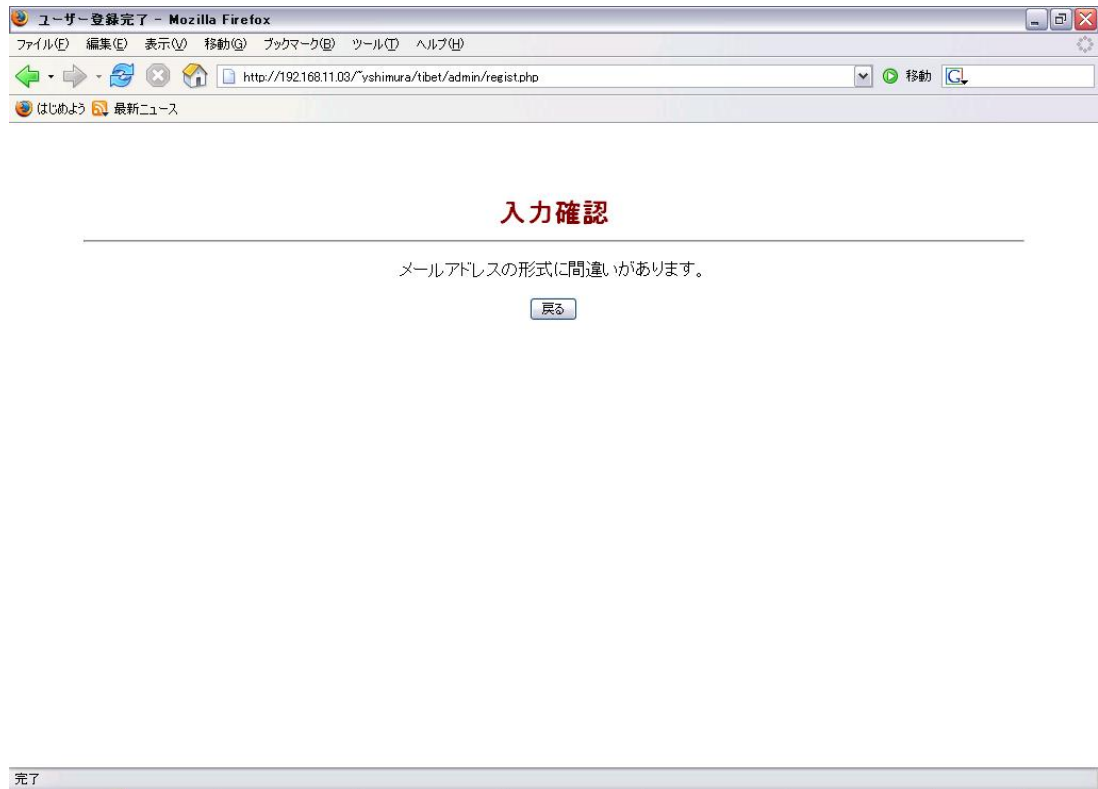 ユーザー登録完了 - Mozilla Firefox
ファイル(F) 編集(E) 表示(V) 移動(G) ブックマーク(B) ツール(T) ヘルプ(H)
http://192.168.11.03/~yshimura/tibet/admin/regist.php 移動 G
はじめよう 最新ニュース
入力確認
メールアドレスの形式に間違いがあります。
戻る
完了